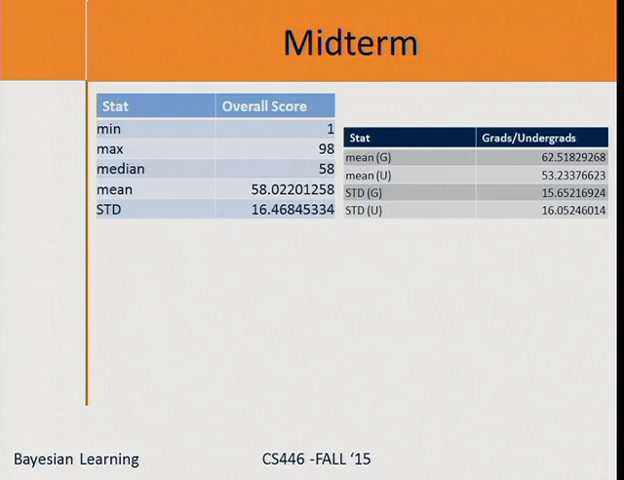 Midterm
Stat Overall Score
min 1
max 98
median 58
mean 58.02201258
STD 16.46845334
Stat Grads/Undergrads
mean (G) 62.51829268
mean (U) 53.23376623
STD (G) 15.65216924
STD (U) 16.05246014
Bayesian Learning CS446 -FALL ‘15